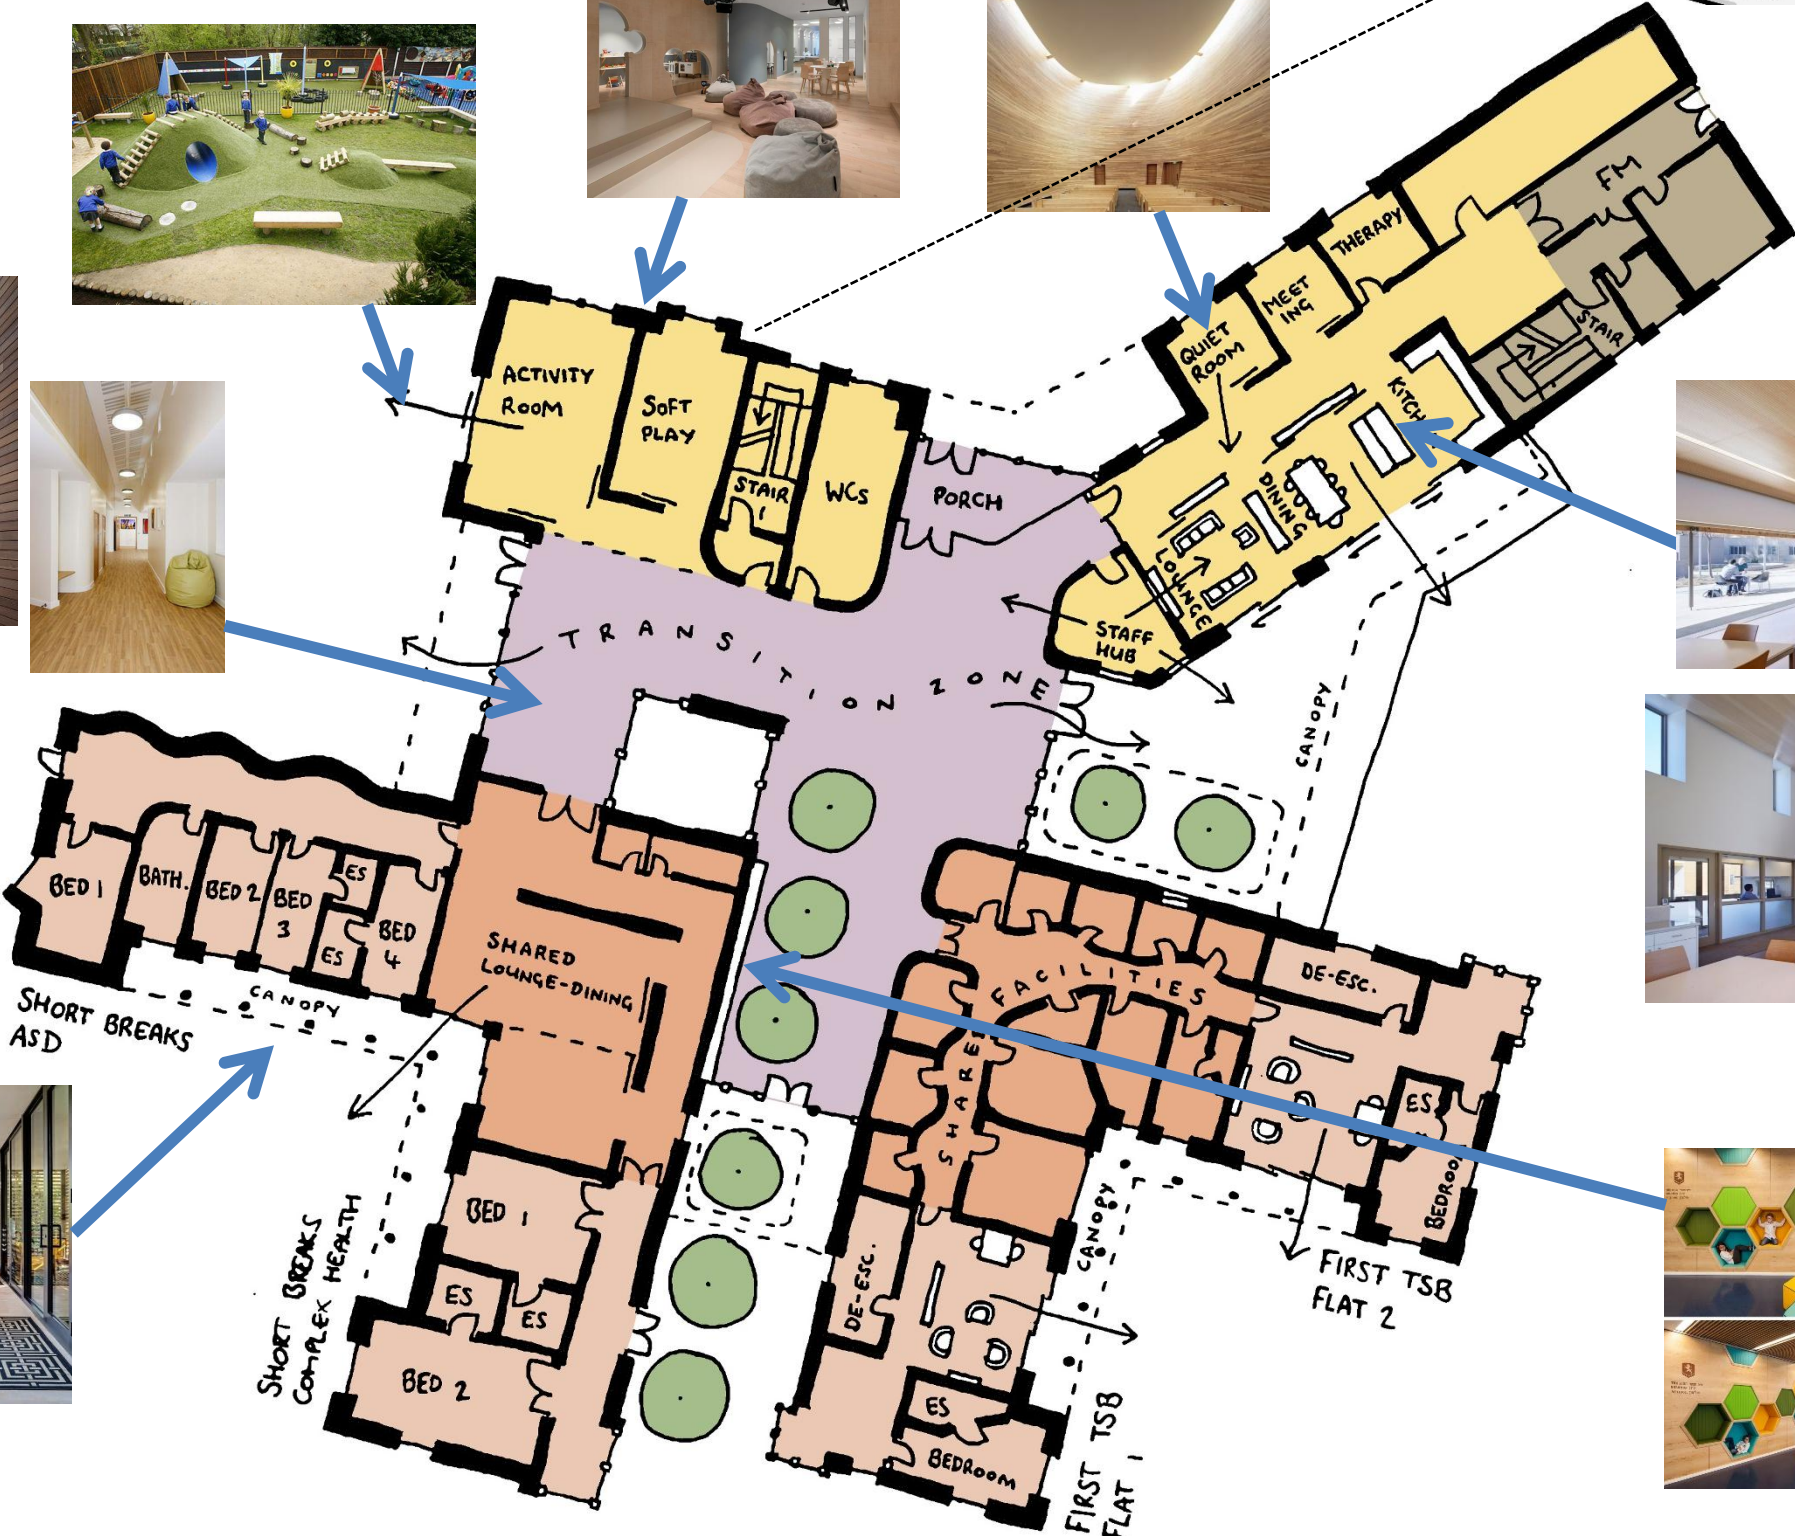 FM
THERAPY
MEET
ING
QUIET
ROOM
STAIR
KITCH
ACTIVITY
ROOM
SOFT
PLAY
STAIR
1
WCs
PORCH
DINING
LOUNGE
STAFF
HUB
TRANSITION ZONE
CANOPY
BED 1
BATH.
BED 2
BED
3
ES
ES
BED
4
SHARED
LOUNGE-DINING
CANOPY
SHORT BREAKS
ASD
SHARED FACILITIES
DE-ESC.
ES
BEDROO
FIRST TSB
FLAT 2
CANOPY
BED 1
ES
ES
BED 2
SHORT BREAKS
COMPLEX HEALTH
DE-ESC.
ES
BEDROOM
FIRST TSB
FLAT 1